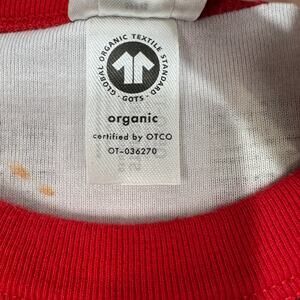 GLOBAL ORGANIC TEXTILE STANDARD
· GOTS ·
organic
certified by OTCO
OT-036270